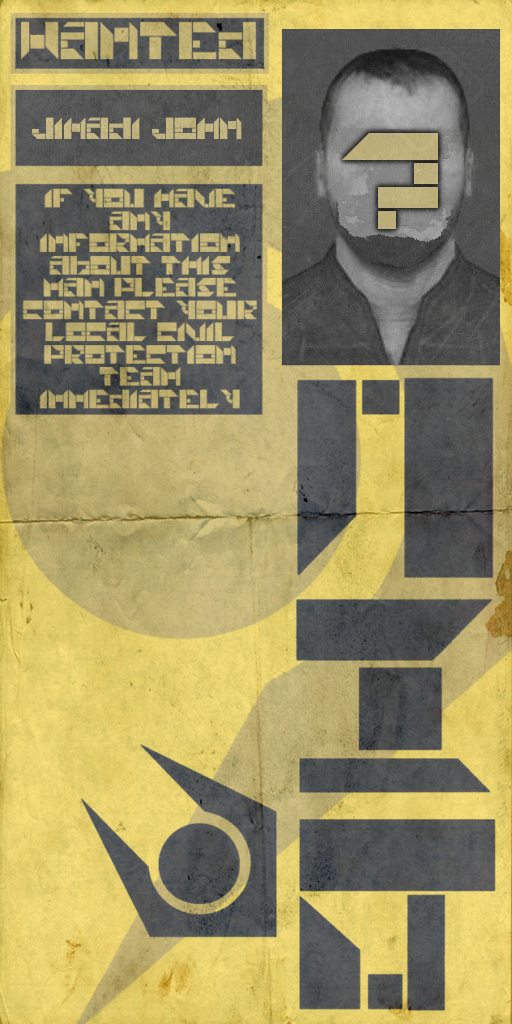 WANTED
JIHADI JOHN
IF YOU HAVE
ANY
INFORMATION
ABOUT THIS
MAN PLEASE
CONTACT YOUR
LOCAL CIVIL
PROTECTION
TEAM
IMMEDIATELY
?